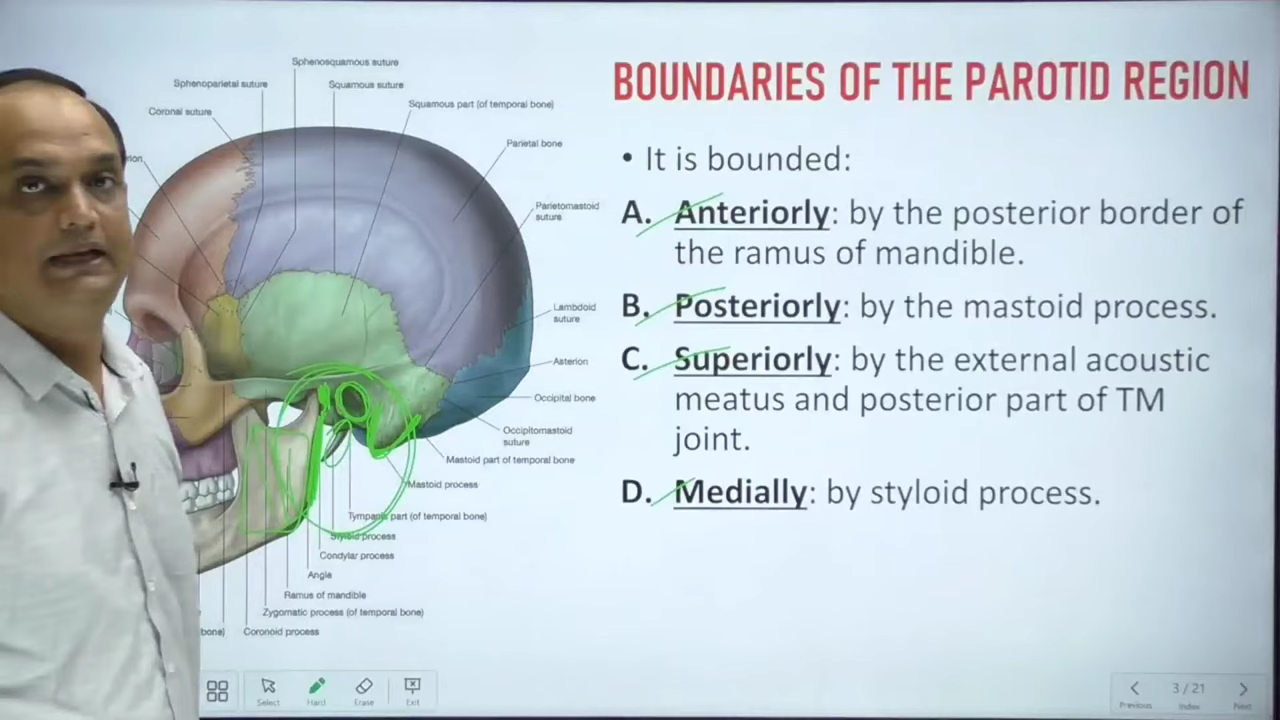 BOUNDARIES OF THE PAROTID REGION
• It is bounded:
A. Anteriorly: by the posterior border of
the ramus of mandible.
B. Posteriorly: by the mastoid process.
C. Superiorly: by the external acoustic
meatus and posterior part of TM
joint.
D. Medially: by styloid process.
Sphenosquamous suture
Sphenoparietal suture
Squamous suture
Coronal suture
Squamous part (of temporal bone)
Parietal bone
Parietomastoid
suture
Lambdoid
suture
Asterion
Occipital bone
Occipitomastoid
suture
Mastoid part of temporal bone
Mastoid process
Tympanic part (of temporal bone)
Styloid process
Condylar process
Angle
Ramus of mandible
Zygomatic process (of temporal bone)
bone)
Coronoid process
Select
Hard
Erase
Exit
3 / 21
Previous
Index
Next